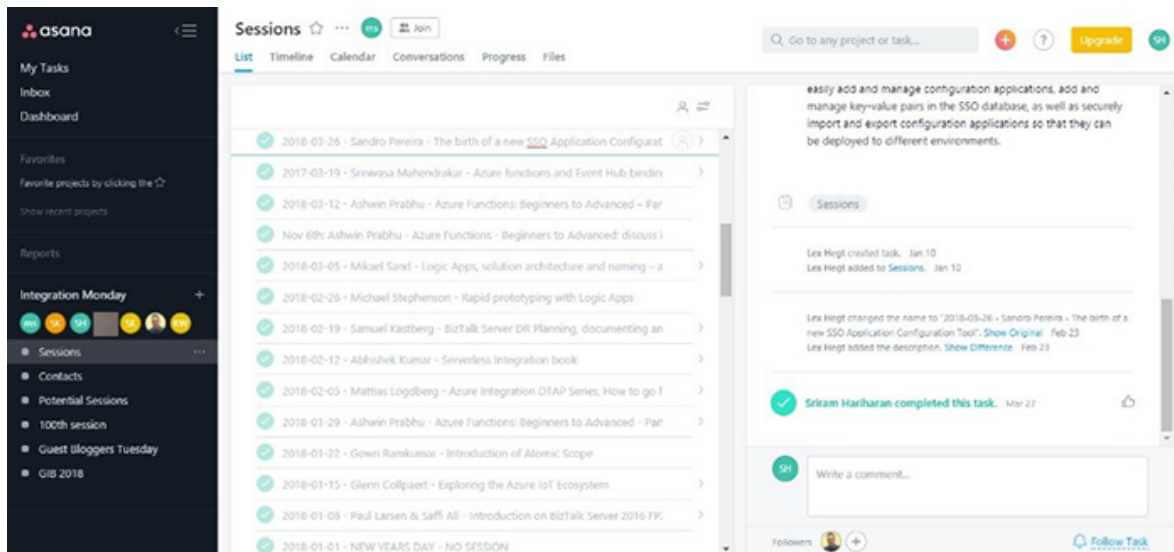 asana
My Tasks
Inbox
Dashboard
Favorites
Favorite projects by clicking the
Show recent projects
Reports
Integration Monday
+
ms SK SH SK KW
Sessions
Contacts
Potential Sessions
100th session
Guest Bloggers Tuesday
GIB 2018
Sessions ... ms Join
List Timeline Calendar Conversations Progress Files
Go to any project or task...
+ ? Upgrade SH
2018-03-26 - Sandro Pereira - The birth of a new SSO Application Configurat
2017-03-19 - Srinivasa Mahendrakar - Azure functions and Event Hub bindin
2018-03-12 - Ashwin Prabhu - Azure Functions: Beginners to Advanced – Par
Nov 6th: Ashwin Prabhu - Azure Functions - Beginners to Advanced: discuss i
2018-03-05 - Mikael Sand - Logic Apps, solution architecture and naming – a
2018-02-26 - Michael Stephenson - Rapid prototyping with Logic Apps
2018-02-19 - Samuel Kastberg - BizTalk Server DR Planning, documenting an
2018-02-12 - Abhishek Kumar - Serverless Integration book
2018-02-05 - Mattias Lögdberg - Azure Integration DTAP Series; How to go f
2018-01-29 - Ashwin Prabhu - Azure Functions: Beginners to Advanced - Part
2018-01-22 - Gowri Ramkumar - Introduction of Atomic Scope
2018-01-15 - Glenn Collpaert - Exploring the Azure IoT Ecosystem
2018-01-08 - Paul Larsen & Saffi Ali - Introduction on BizTalk Server 2016 FP2
2018-01-01 - NEW YEARS DAY - NO SESSION
easily add and manage configuration applications, add and
manage key-value pairs in the SSO database, as well as securely
import and export configuration applications so that they can
be deployed to different environments.
Sessions
Lex Hegt created task. Jan 10
Lex Hegt added to Sessions. Jan 10
Lex Hegt changed the name to "2018-03-26 - Sandro Pereira - The birth of a
new SSO Application Configuration Tool". Show Original Feb 23
Lex Hegt added the description. Show Difference Feb 23
Sriram Hariharan completed this task. Mar 27
SH
Write a comment...
Followers +
Follow Task